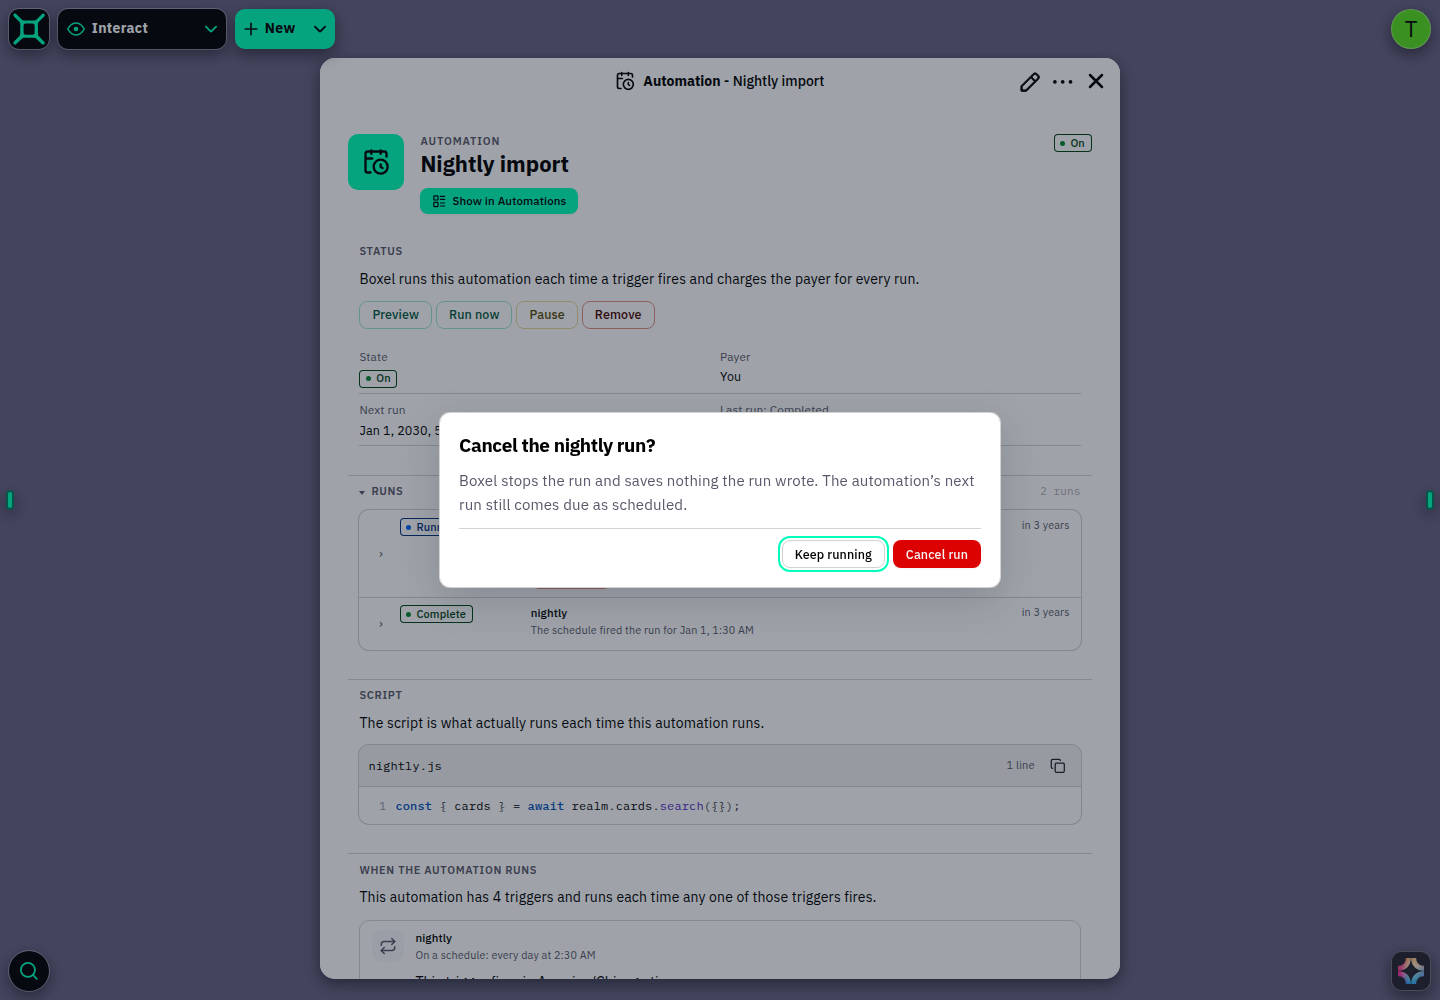 Interact
New
T
Automation - Nightly import
AUTOMATION
On
Nightly import
Show in Automations
STATUS
Boxel runs this automation each time a trigger fires and charges the payer for every run.
Preview
Run now
Pause
Remove
State
Payer
On
You
Next run
Last run: Completed
Jan 1, 2030,
Cancel the nightly run?
Boxel stops the run and saves nothing the run wrote. The automation’s next
run still comes due as scheduled.
Keep running
Cancel run
RUNS
2 runs
in 3 years
Complete
nightly
in 3 years
The schedule fired the run for Jan 1, 1:30 AM
SCRIPT
The script is what actually runs each time this automation runs.
nightly.js
1 line
1 const { cards } = await realm.cards.search({});
WHEN THE AUTOMATION RUNS
This automation has 4 triggers and runs each time any one of those triggers fires.
nightly
On a schedule: every day at 2:30 AM